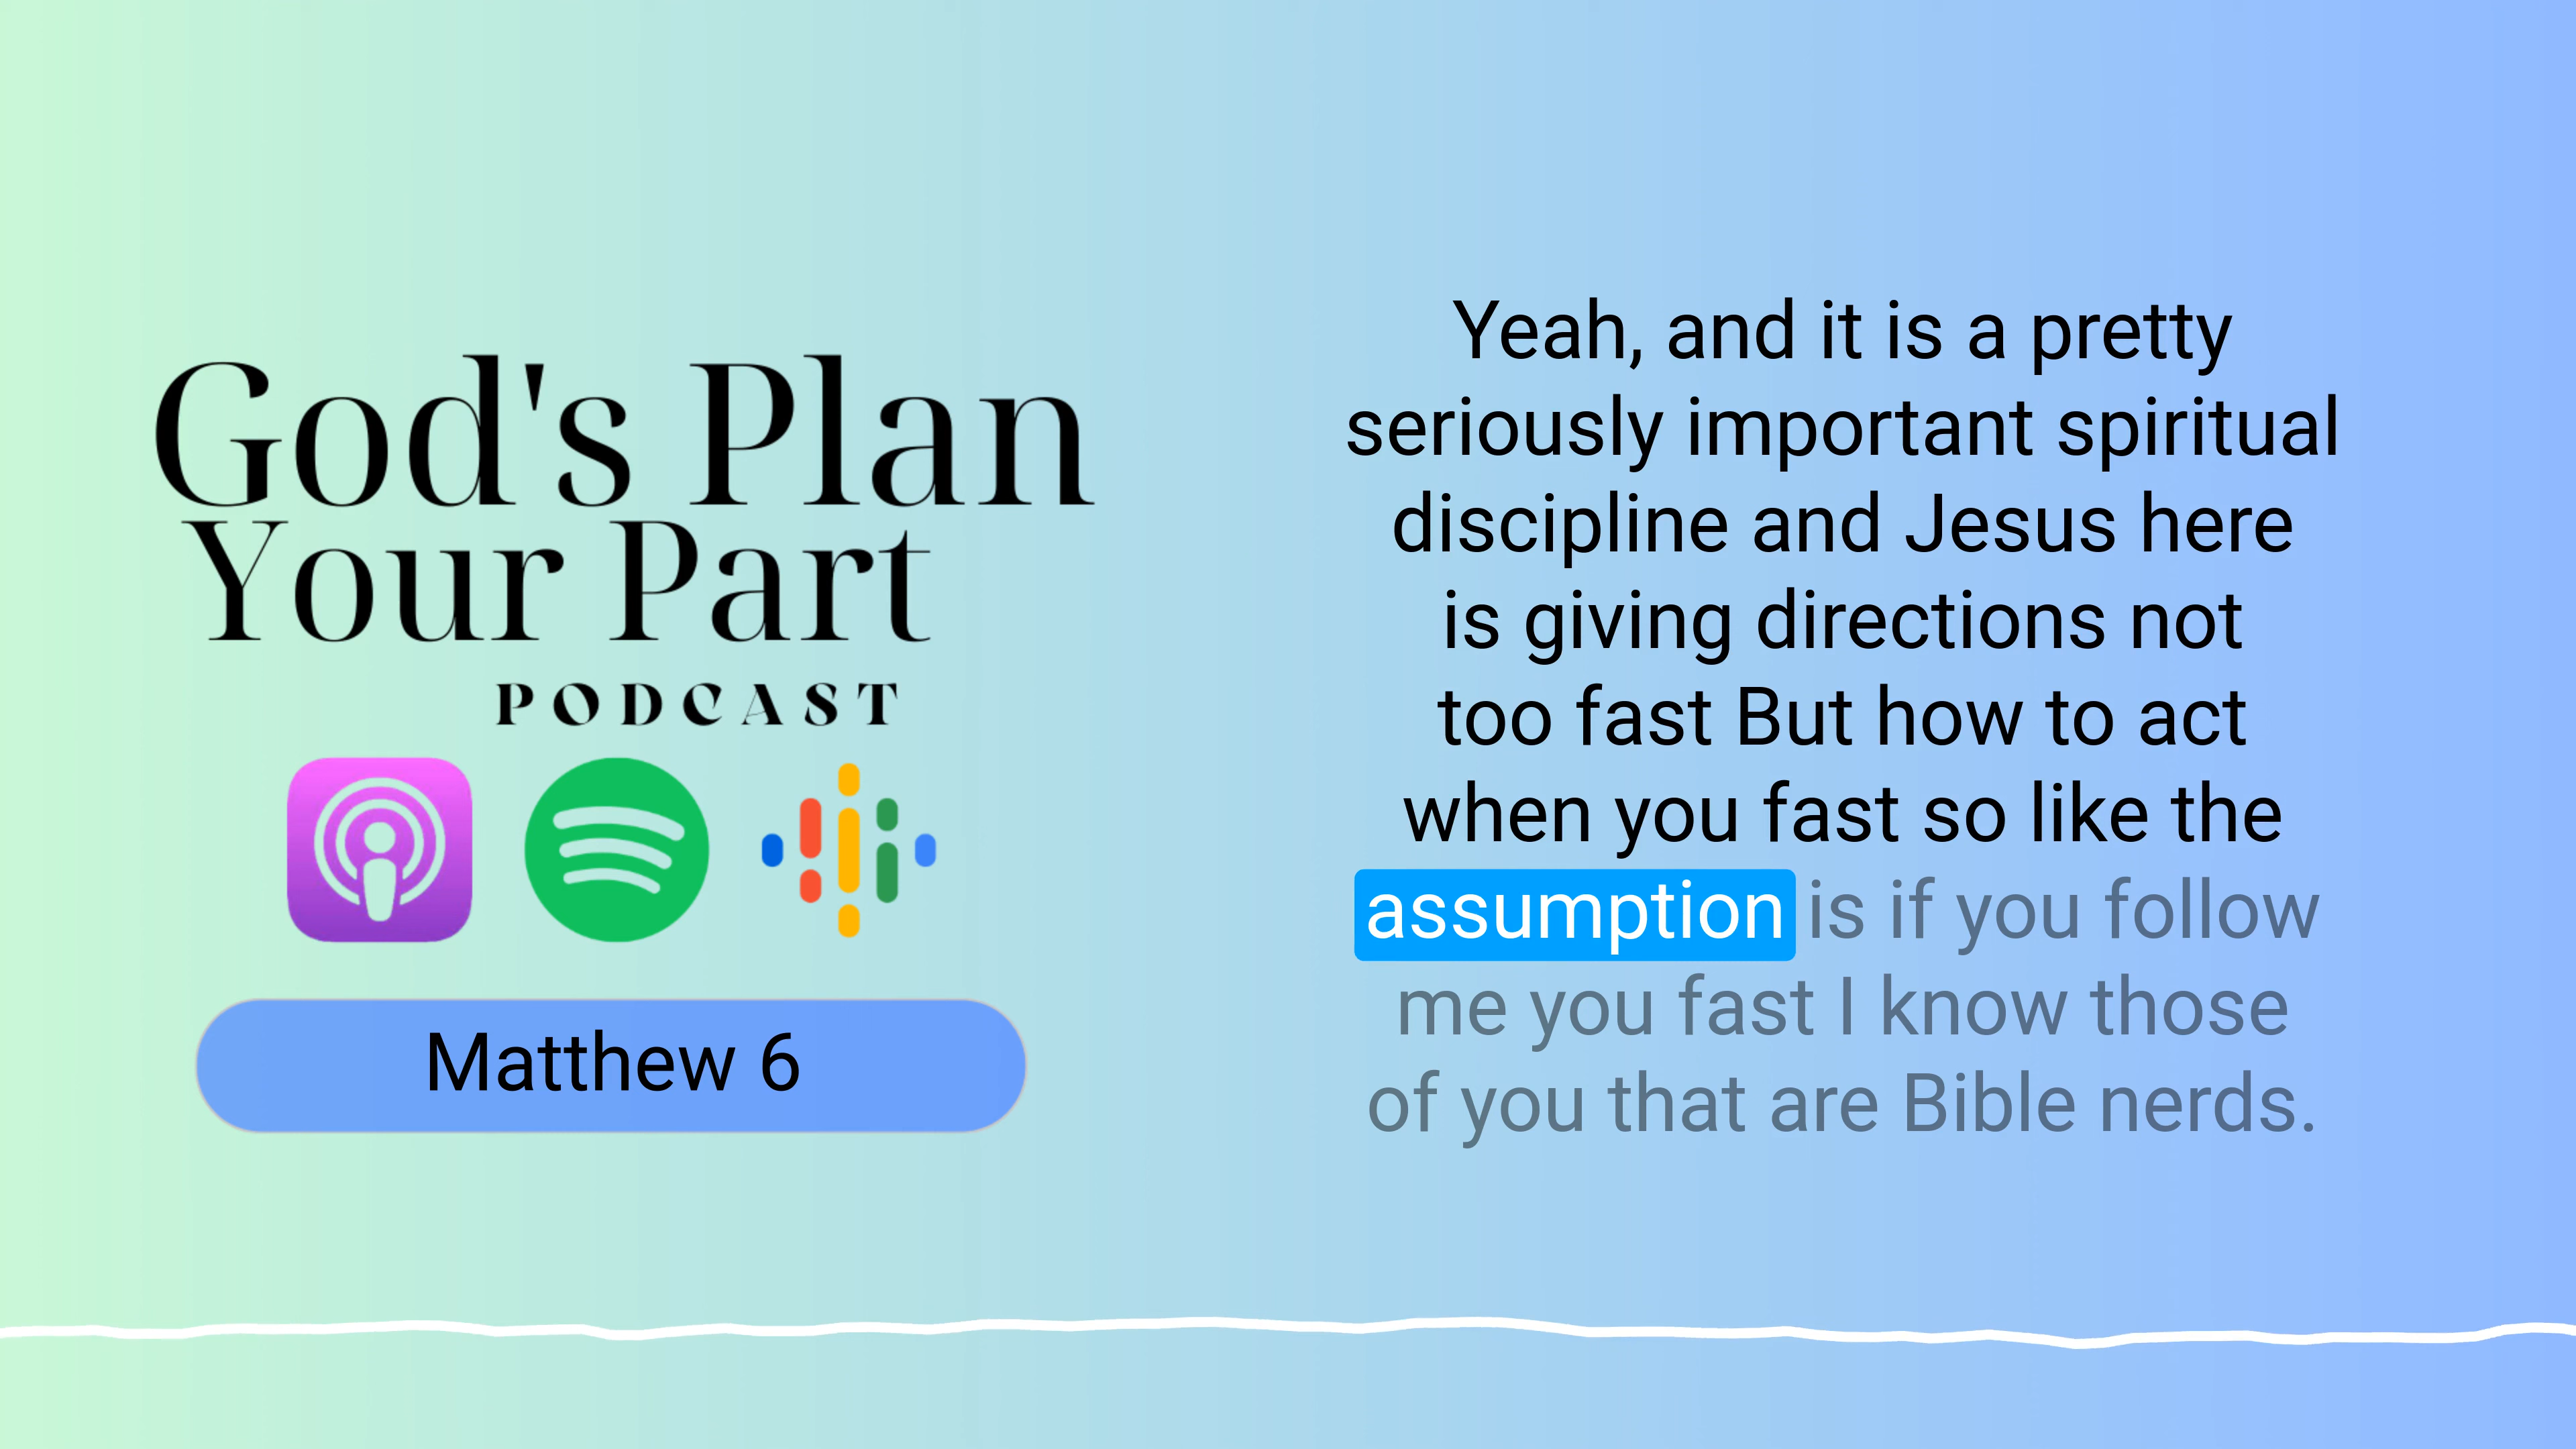 God's Plan
Your Part
PODCAST
Matthew 6
Yeah, and it is a pretty
seriously important spiritual
discipline and Jesus here
is giving directions not
too fast But how to act
when you fast so like the
assumption is if you follow
me you fast I know those
of you that are Bible nerds.